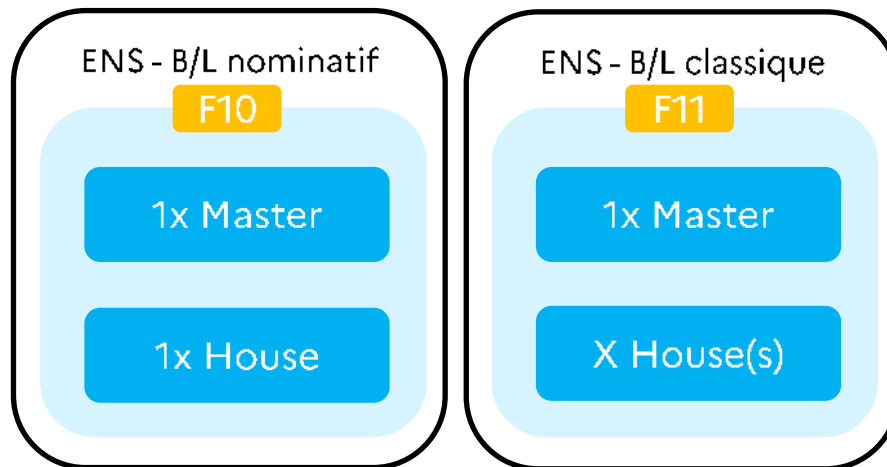 ENS - B/L nominatif
F10
1x Master
1x House
ENS - B/L classique
F11
1x Master
X House(s)